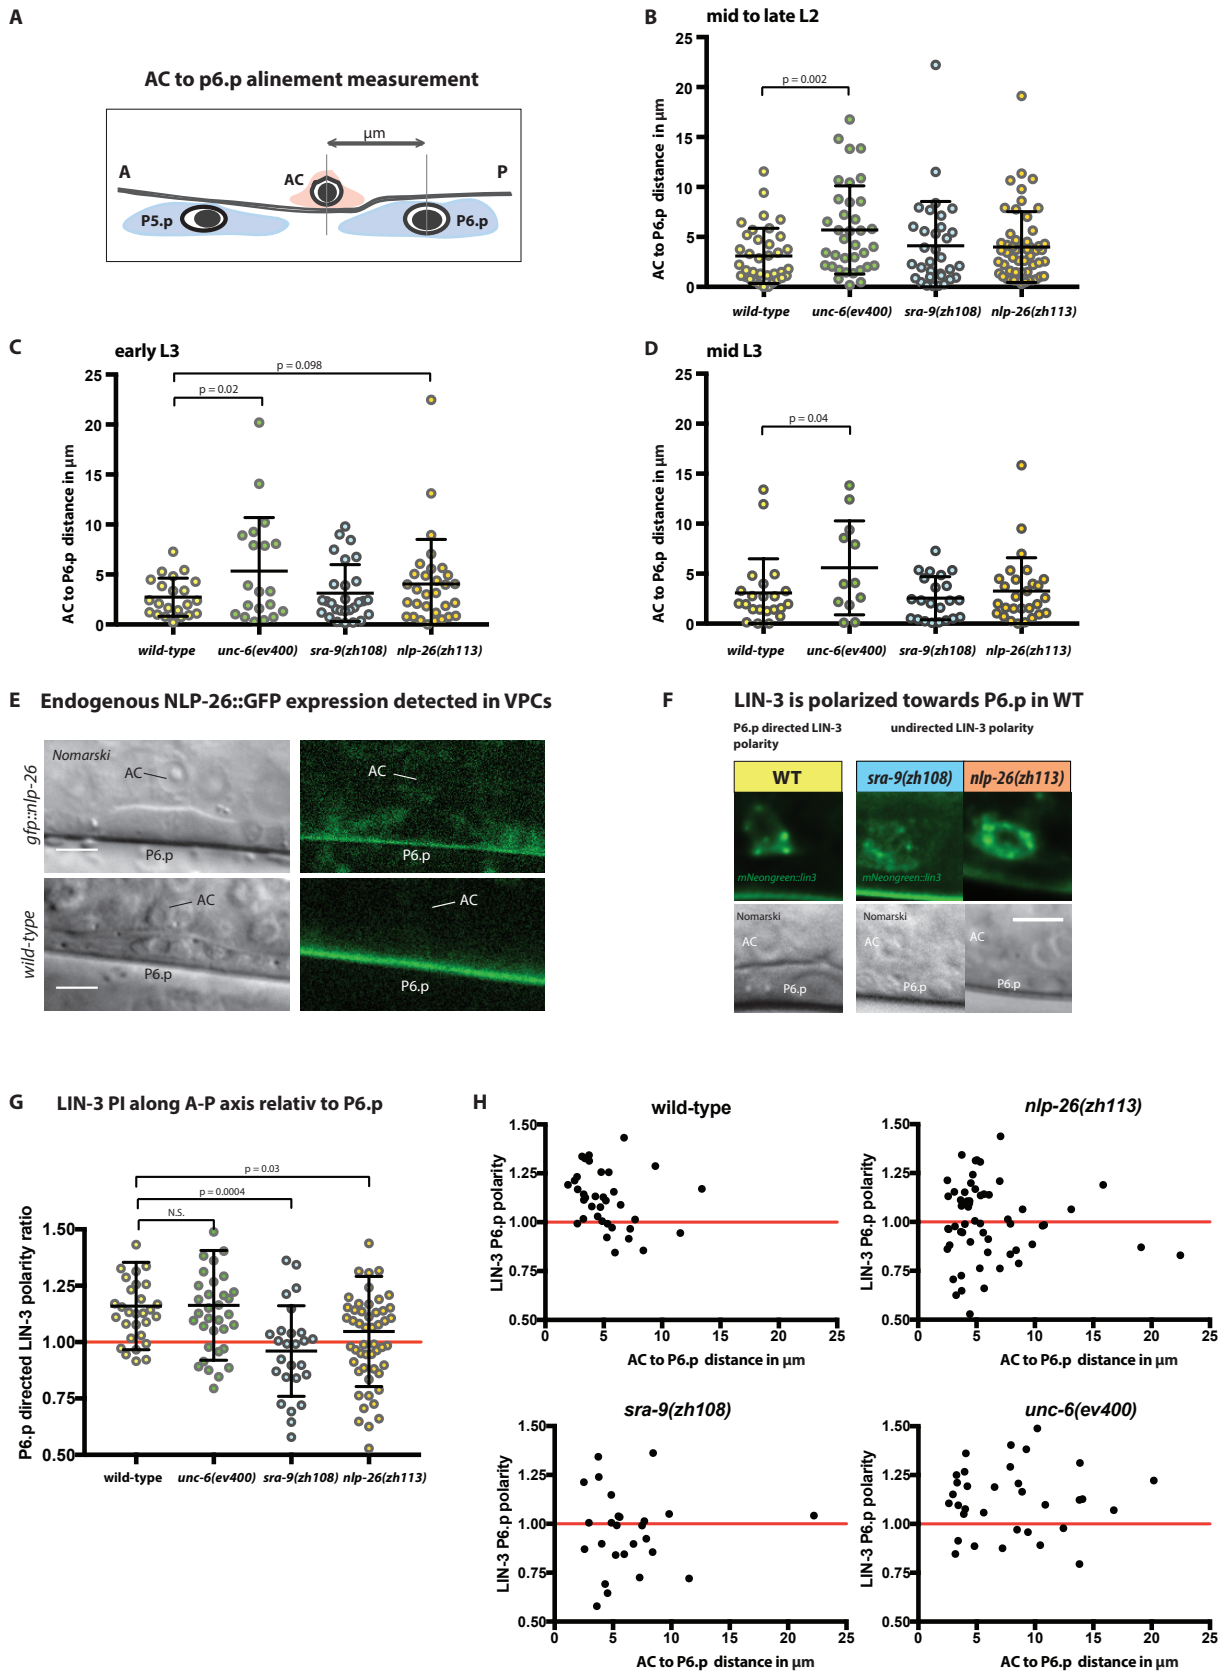 A
AC to p6.p alinement measurement
µm
A
AC
P
P5.p
P6.p
B
mid to late L2
AC to P6.p distance in µm
25
20
15
10
5
0
p = 0.002
wild-type unc-6(ev400) sra-9(zh108) nlp-26(zh113)
C
early L3
AC to P6.p distance in µm
25
20
15
10
5
0
p = 0.098
p = 0.02
wild-type unc-6(ev400) sra-9(zh108) nlp-26(zh113)
D
mid L3
AC to P6.p distance in µm
25
20
15
10
5
0
p = 0.04
wild-type unc-6(ev400) sra-9(zh108) nlp-26(zh113)
E Endogenous NLP-26::GFP expression detected in VPCs
gfp::nlp-26
Nomarski
AC
P6.p
AC
P6.p
wild-type
AC
P6.p
AC
P6.p
F LIN-3 is polarized towards P6.p in WT
P6.p directed LIN-3
polarity
undirected LIN-3 polarity
WT
sra-9(zh108)
nlp-26(zh113)
mNeongreen::lin3
mNeongreen::lin3
Nomarski
AC
P6.p
Nomarski
AC
P6.p
AC
P6.p
G LIN-3 PI along A-P axis relativ to P6.p
P6.p directed LIN-3 polarity ratio
1.50
1.25
1.00
0.75
0.50
p = 0.03
p = 0.0004
N.S.
wild-type unc-6(ev400) sra-9(zh108) nlp-26(zh113)
H
wild-type
LIN-3 P6.p polarity
1.50
1.25
1.00
0.75
0.50
0 5 10 15 20 25
AC to P6.p distance in µm
nlp-26(zh113)
LIN-3 P6.p polarity
1.50
1.25
1.00
0.75
0.50
0 5 10 15 20 25
AC to P6.p distance in µm
sra-9(zh108)
LIN-3 P6.p polarity
1.50
1.25
1.00
0.75
0.50
0 5 10 15 20 25
AC to P6.p distance in µm
unc-6(ev400)
LIN-3 P6.p polarity
1.50
1.25
1.00
0.75
0.50
0 5 10 15 20 25
AC to P6.p distance in µm